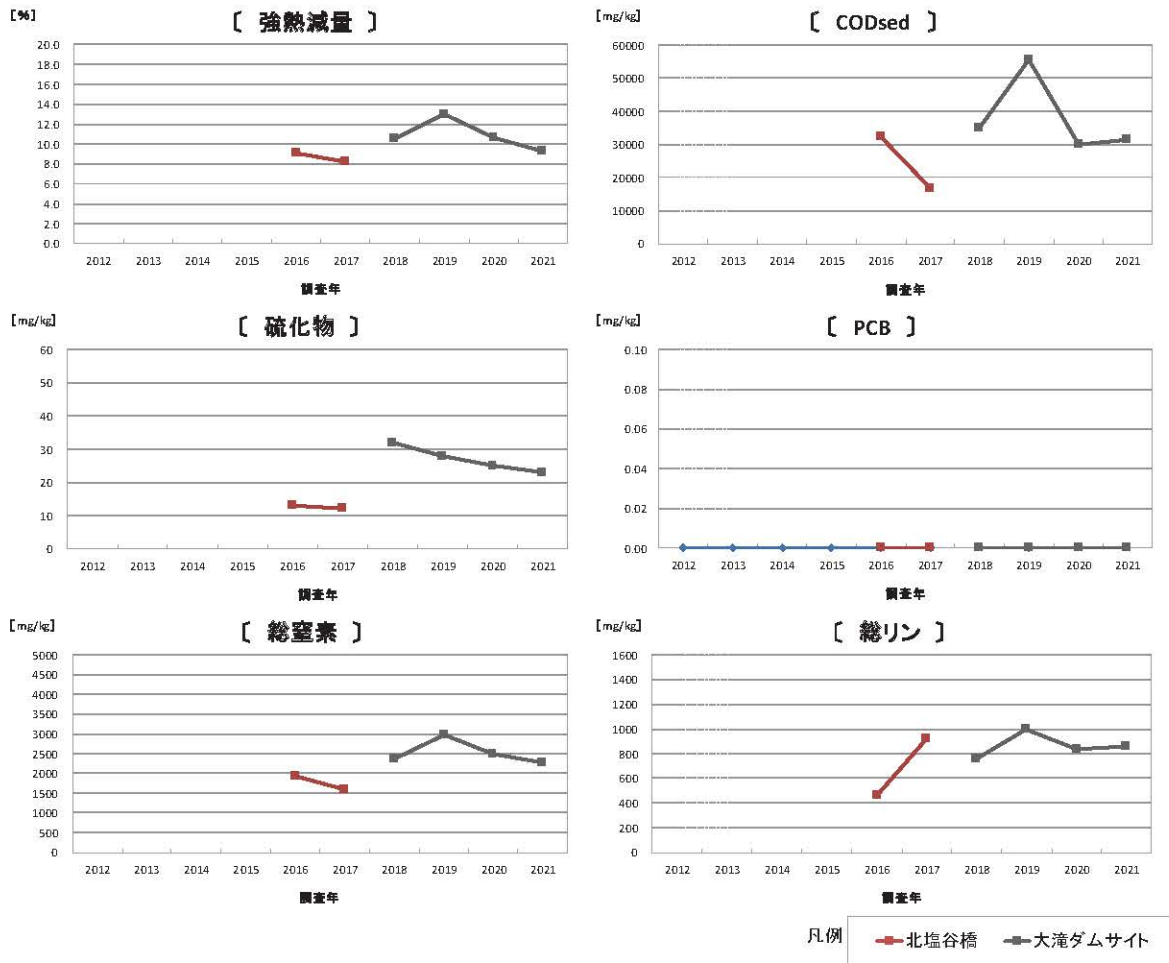 [%]
〔 強熱減量 〕
20.0
18.0
16.0
14.0
12.0
10.0
8.0
6.0
4.0
2.0
0.0
2012 2013 2014 2015 2016 2017 2018 2019 2020 2021
調査年
[mg/kg]
〔 CODsed 〕
60000
50000
40000
30000
20000
10000
0
2012 2013 2014 2015 2016 2017 2018 2019 2020 2021
調査年
[mg/kg]
〔 硫化物 〕
60
50
40
30
20
10
0
2012 2013 2014 2015 2016 2017 2018 2019 2020 2021
調査年
[mg/kg]
〔 PCB 〕
0.10
0.08
0.06
0.04
0.02
0.00
2012 2013 2014 2015 2016 2017 2018 2019 2020 2021
調査年
[mg/kg]
〔 総窒素 〕
5000
4500
4000
3500
3000
2500
2000
1500
1000
500
0
2012 2013 2014 2015 2016 2017 2018 2019 2020 2021
調査年
[mg/kg]
〔 総リン 〕
1600
1400
1200
1000
800
600
400
200
0
2012 2013 2014 2015 2016 2017 2018 2019 2020 2021
調査年
凡例 北塩谷橋 大滝ダムサイト